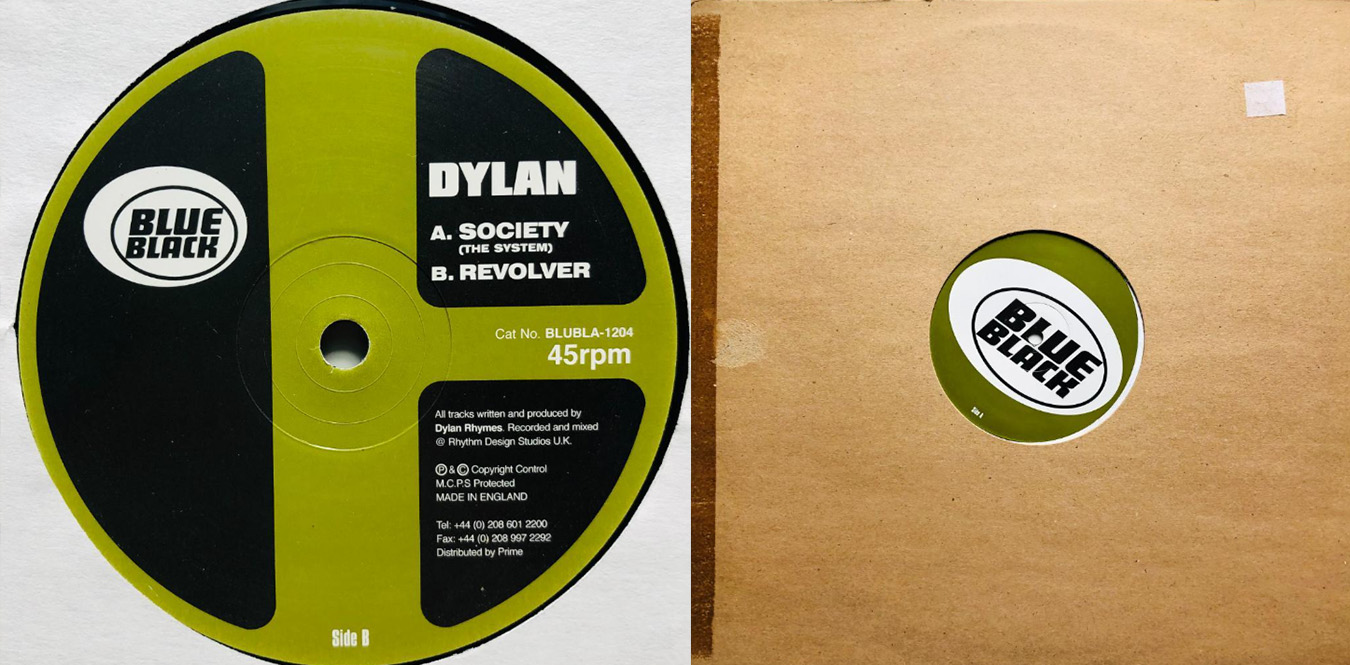 BLUE
BLACK
DYLAN
A. SOCIETY
(THE SYSTEM)
B. REVOLVER
Cat No. BLUBLA-1204
45rpm
All tracks written and produced by
Dylan Rhymes. Recorded and mixed
@ Rhythm Design Studios U.K.
Ⓟ & © Copyright Control
M.C.P.S Protected
MADE IN ENGLAND
Tel: +44 (0) 208 601 2200
Fax: +44 (0) 208 997 2292
Distributed by Prime
Side B
BLUE
BLACK
Side A